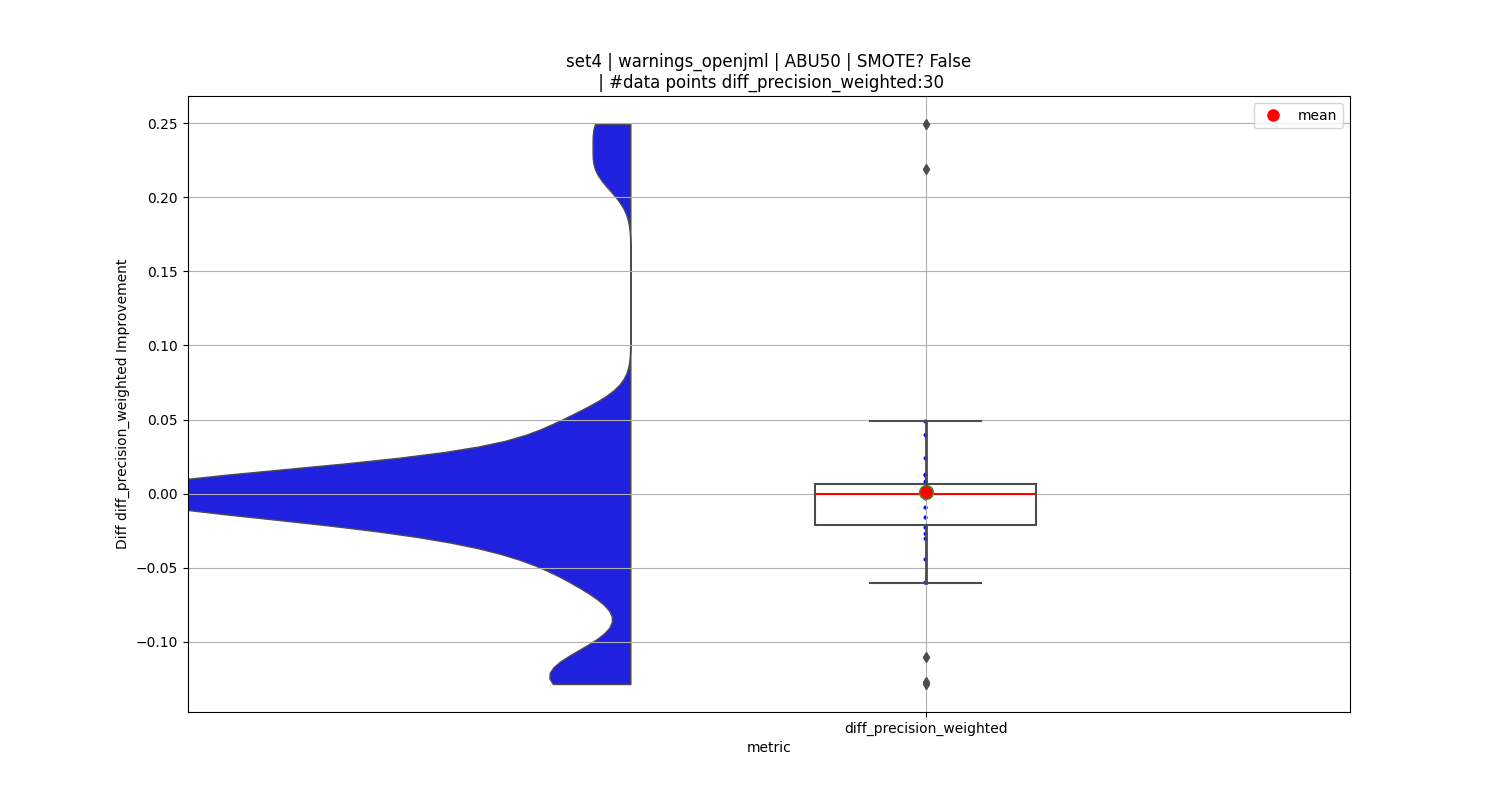 set4 | warnings_openjml | ABU50 | SMOTE? False
| #data points diff_precision_weighted:30
mean
0.25
0.20
0.15
0.10
0.05
0.00
−0.05
−0.10
Diff diff_precision_weighted Improvement
diff_precision_weighted
metric